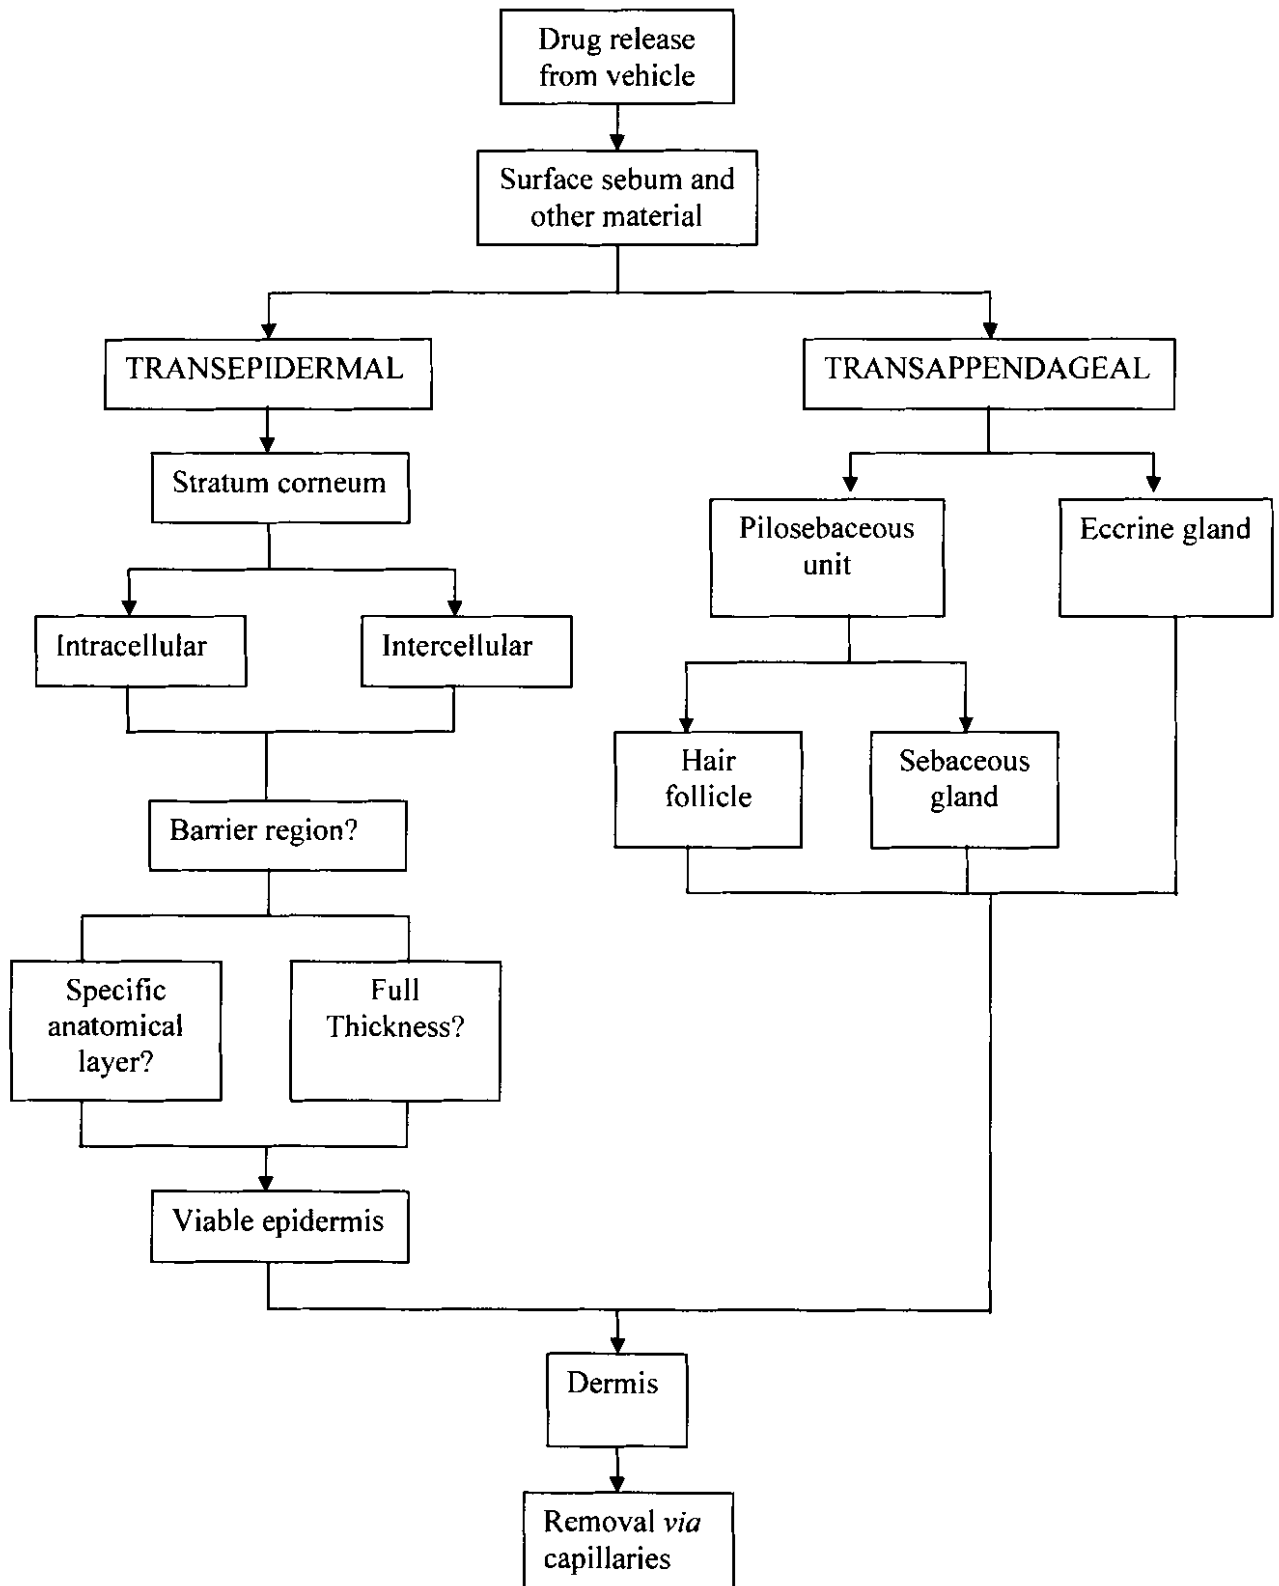 Drug release
from vehicle
Surface sebum and
other material
TRANSEPIDERMAL
TRANSAPPENDAGEAL
Stratum corneum
Pilosebaceous
unit
Eccrine gland
Intracellular
Intercellular
Hair
follicle
Sebaceous
gland
Barrier region?
Specific
anatomical
layer?
Full
Thickness?
Viable epidermis
Dermis
Removal via
capillaries